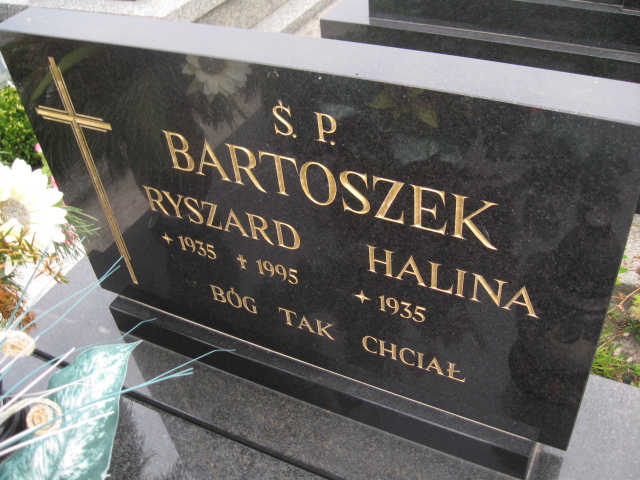 Ś. P.
BARTOSZEK
RYSZARD HALINA
✦ 1935 ✝ 1995 ✦ 1935
BÓG TAK CHCIAŁ